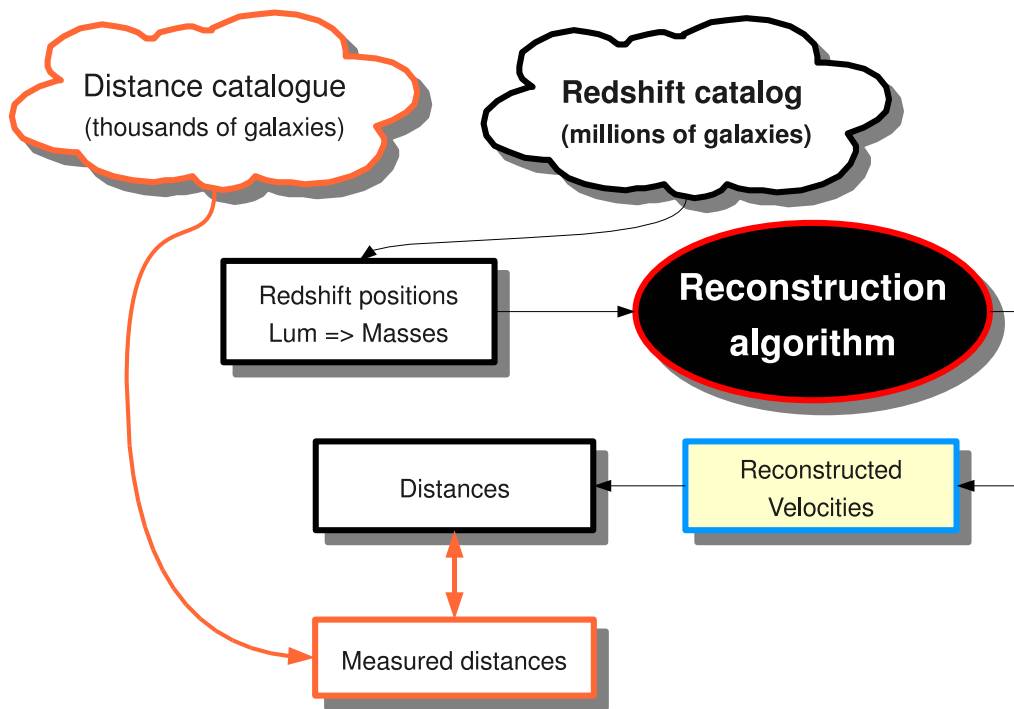 Distance catalogue
(thousands of galaxies)
Redshift catalog
(millions of galaxies)
Redshift positions
Lum => Masses
Reconstruction
algorithm
Distances
Reconstructed
Velocities
Measured distances